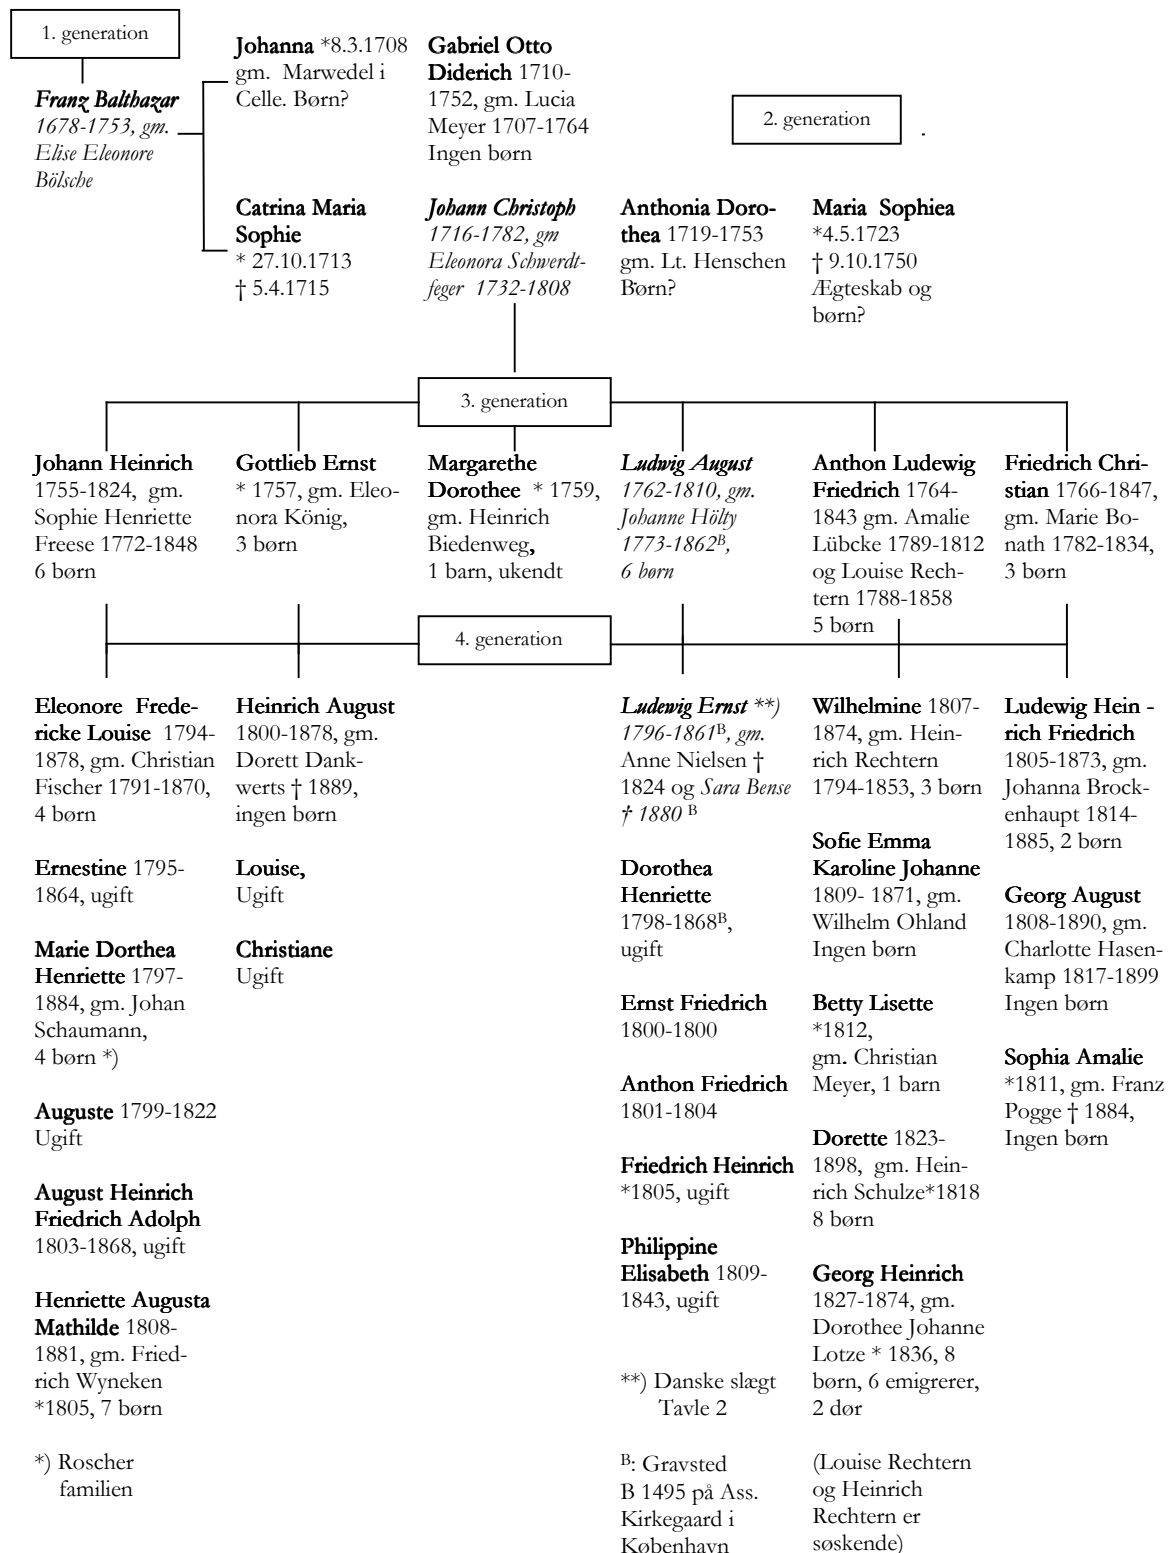 1. generation
Franz Balthazar
1678-1753, gm.
Elise Eleonore
Bölsche
Johanna *8.3.1708
gm. Marwedel i
Celle. Børn?
Gabriel Otto
Diderich 1710-
1752, gm. Lucia
Meyer 1707-1764
Ingen børn
2. generation
.
Catrina Maria
Sophie
* 27.10.1713
† 5.4.1715
Johann Christoph
1716-1782, gm
Eleonora Schwerdt-
feger 1732-1808
Anthonia Doro-
thea 1719-1753
gm. Lt. Henschen
Børn?
Maria Sophiea
*4.5.1723
† 9.10.1750
Ægteskab og
børn?
3. generation
Johann Heinrich
1755-1824, gm.
Sophie Henriette
Freese 1772-1848
6 børn
Gottlieb Ernst
* 1757, gm. Eleo-
nora König,
3 børn
Margarethe
Dorothee * 1759,
gm. Heinrich
Biedenweg,
1 barn, ukendt
Ludwig August
1762-1810, gm.
Johanne Hölty
1773-1862ᴮ,
6 børn
Anthon Ludewig
Friedrich 1764-
1843 gm. Amalie
Lübcke 1789-1812
og Louise Rech-
tern 1788-1858
5 børn
Friedrich Chri-
stian 1766-1847,
gm. Marie Bo-
nath 1782-1834,
3 børn
4. generation
Eleonore Frede-
ricke Louise 1794-
1878, gm. Christian
Fischer 1791-1870,
4 børn
Ernestine 1795-
1864, ugift
Marie Dorthea
Henriette 1797-
1884, gm. Johan
Schaumann,
4 børn *)
Auguste 1799-1822
Ugift
August Heinrich
Friedrich Adolph
1803-1868, ugift
Henriette Augusta
Mathilde 1808-
1881, gm. Fried-
rich Wyneken
*1805, 7 børn
*) Roscher
familien
Heinrich August
1800-1878, gm.
Dorett Dank-
werts † 1889,
ingen børn
Louise,
Ugift
Christiane
Ugift
Ludewig Ernst **)
1796-1861ᴮ, gm.
Anne Nielsen †
1824 og Sara Bense
† 1880 ᴮ
Dorothea
Henriette
1798-1868ᴮ,
ugift
Ernst Friedrich
1800-1800
Anthon Friedrich
1801-1804
Friedrich Heinrich
*1805, ugift
Philippine
Elisabeth 1809-
1843, ugift
**) Danske slægt
Tavle 2
ᴮ: Gravsted
B 1495 på Ass.
Kirkegaard i
København
Wilhelmine 1807-
1874, gm. Hein-
rich Rechtern
1794-1853, 3 børn
Sofie Emma
Karoline Johanne
1809- 1871, gm.
Wilhelm Ohland
Ingen børn
Betty Lisette
*1812,
gm. Christian
Meyer, 1 barn
Dorette 1823-
1898, gm. Hein-
rich Schulze*1818
8 børn
Georg Heinrich
1827-1874, gm.
Dorothee Johanne
Lotze * 1836, 8
børn, 6 emigrerer,
2 dør
(Louise Rechtern
og Heinrich
Rechtern er
søskende)
Ludewig Hein -
rich Friedrich
1805-1873, gm.
Johanna Brock-
enhaupt 1814-
1885, 2 børn
Georg August
1808-1890, gm.
Charlotte Hasen-
kamp 1817-1899
Ingen børn
Sophia Amalie
*1811, gm. Franz
Pogge † 1884,
Ingen børn